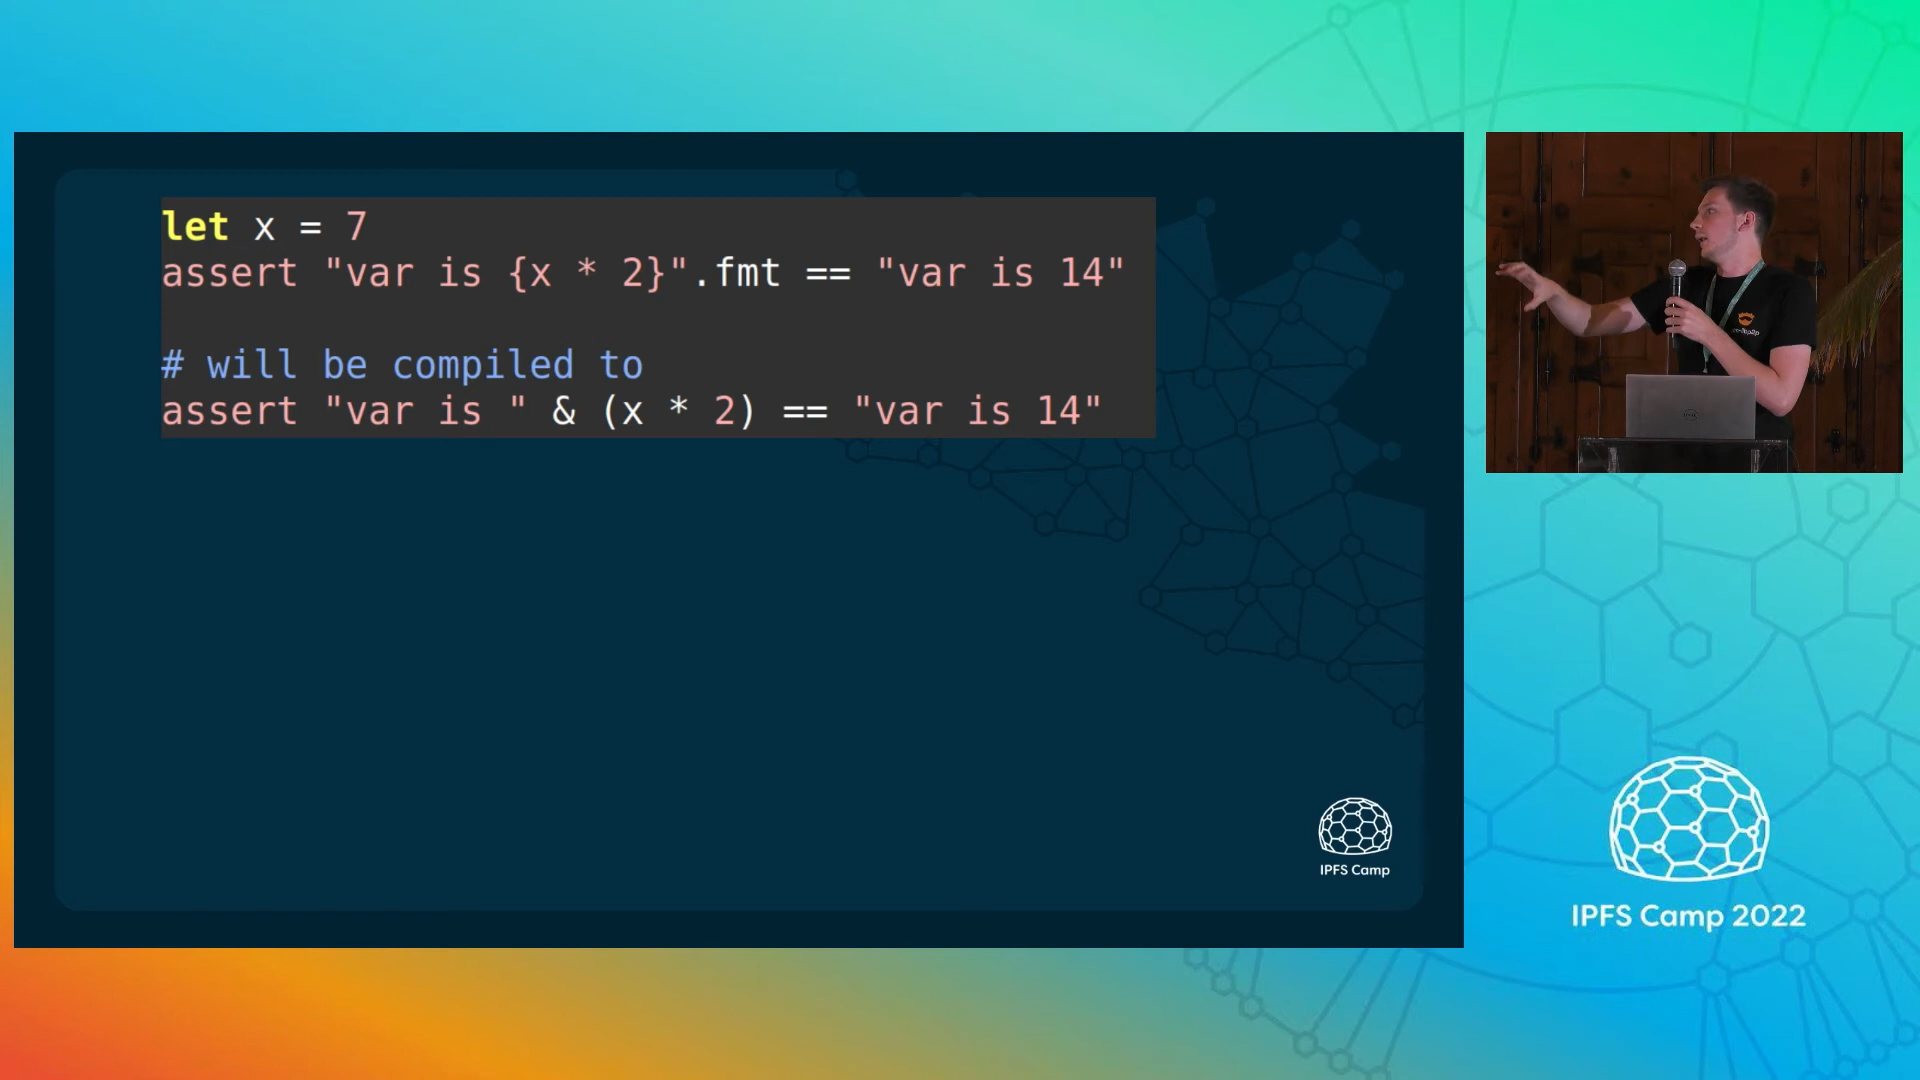 let x = 7
assert "var is {x * 2}".fmt == "var is 14"
# will be compiled to
assert "var is " & (x * 2) == "var is 14"
IPFS Camp
IPFS Camp 2022